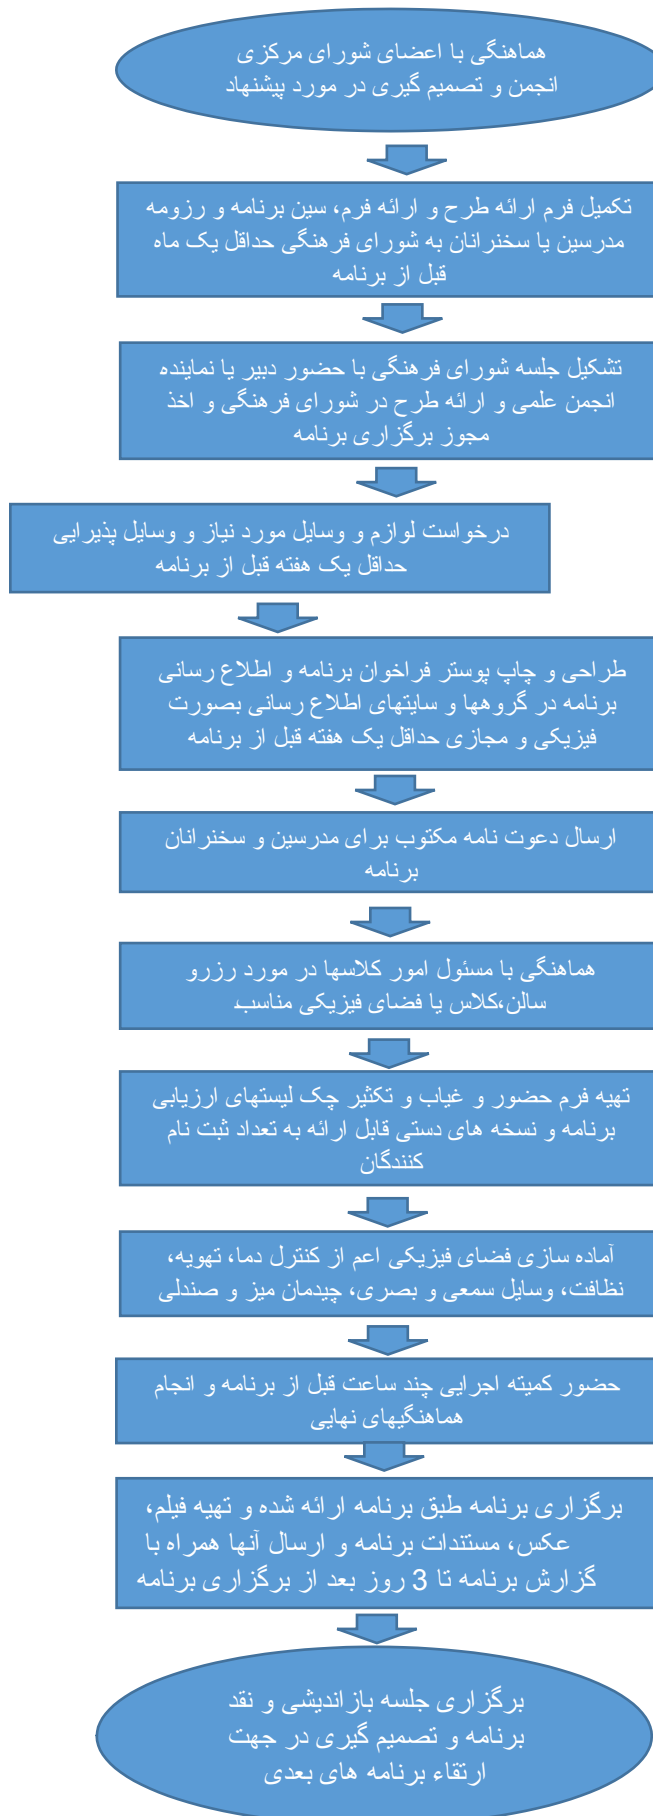 هماهنگی با اعضای شورای مرکزی
انجمن و تصمیم گیری در مورد پیشنهاد
تکمیل فرم ارائه طرح و ارائه فرم، سین برنامه و رزومه
مدرسین یا سخنرانان به شورای فرهنگی حداقل یک ماه
قبل از برنامه
تشکیل جلسه شورای فرهنگی با حضور دبیر یا نماینده
انجمن علمی و ارائه طرح در شورای فرهنگی و اخذ
مجوز برگزاری برنامه
درخواست لوازم و وسایل مورد نیاز و وسایل پذیرایی
حداقل یک هفته قبل از برنامه
طراحی و چاپ پوستر فراخوان برنامه و اطلاع رسانی
برنامه در گروهها و سایتهای اطلاع رسانی بصورت
فیزیکی و مجازی حداقل یک هفته قبل از برنامه
ارسال دعوت نامه مکتوب برای مدرسین و سخنرانان
برنامه
هماهنگی با مسئول امور کلاسها در مورد رزرو
سالن،کلاس یا فضای فیزیکی مناسب
تهیه فرم حضور و غیاب و تکثیر چک لیستهای ارزیابی
برنامه و نسخه های دستی قابل ارائه به تعداد ثبت نام
کنندگان
آماده سازی فضای فیزیکی اعم از کنترل دما، تهویه،
نظافت، وسایل سمعی و بصری، چیدمان میز و صندلی
حضور کمیته اجرایی چند ساعت قبل از برنامه و انجام
هماهنگیهای نهایی
برگزاری برنامه طبق برنامه ارائه شده و تهیه فیلم،
عکس، مستندات برنامه و ارسال آنها همراه با
گزارش برنامه تا 3 روز بعد از برگزاری برنامه
برگزاری جلسه بازاندیشی و نقد
برنامه و تصمیم گیری در جهت
ارتقاء برنامه های بعدی